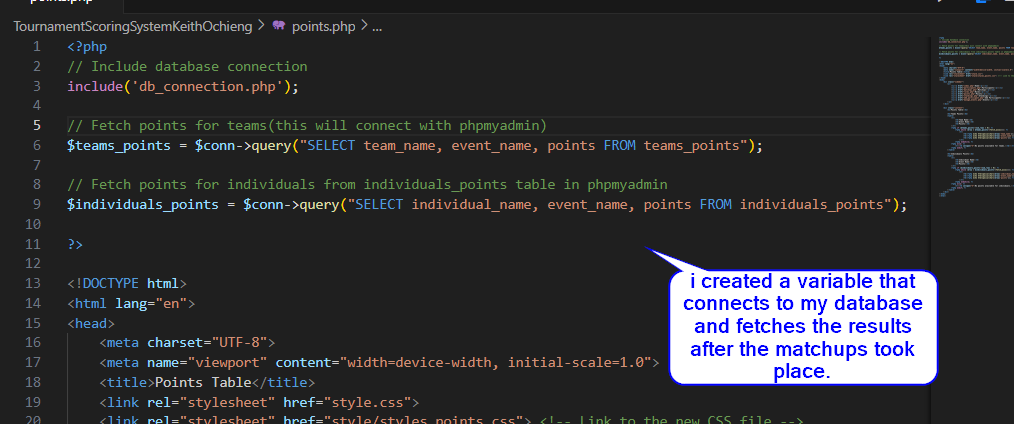 points.php
TournamentScoringSystemKeithOchieng > points.php > ...
1 <?php
2 // Include database connection
3 include('db_connection.php');
4
5 // Fetch points for teams(this will connect with phpmyadmin)
6 $teams_points = $conn->query("SELECT team_name, event_name, points FROM teams_points");
7
8 // Fetch points for individuals from individuals_points table in phpmyadmin
9 $individuals_points = $conn->query("SELECT individual_name, event_name, points FROM individuals_points");
10
11 ?>
12
13 <!DOCTYPE html>
14 <html lang="en">
15 <head>
16 <meta charset="UTF-8">
17 <meta name="viewport" content="width=device-width, initial-scale=1.0">
18 <title>Points Table</title>
19 <link rel="stylesheet" href="style.css">
20 <link rel="stylesheet" href="style/styles_points.css"> <!-- Link to the new CSS file -->
i created a variable that
connects to my database
and fetches the results
after the matchups took
place.